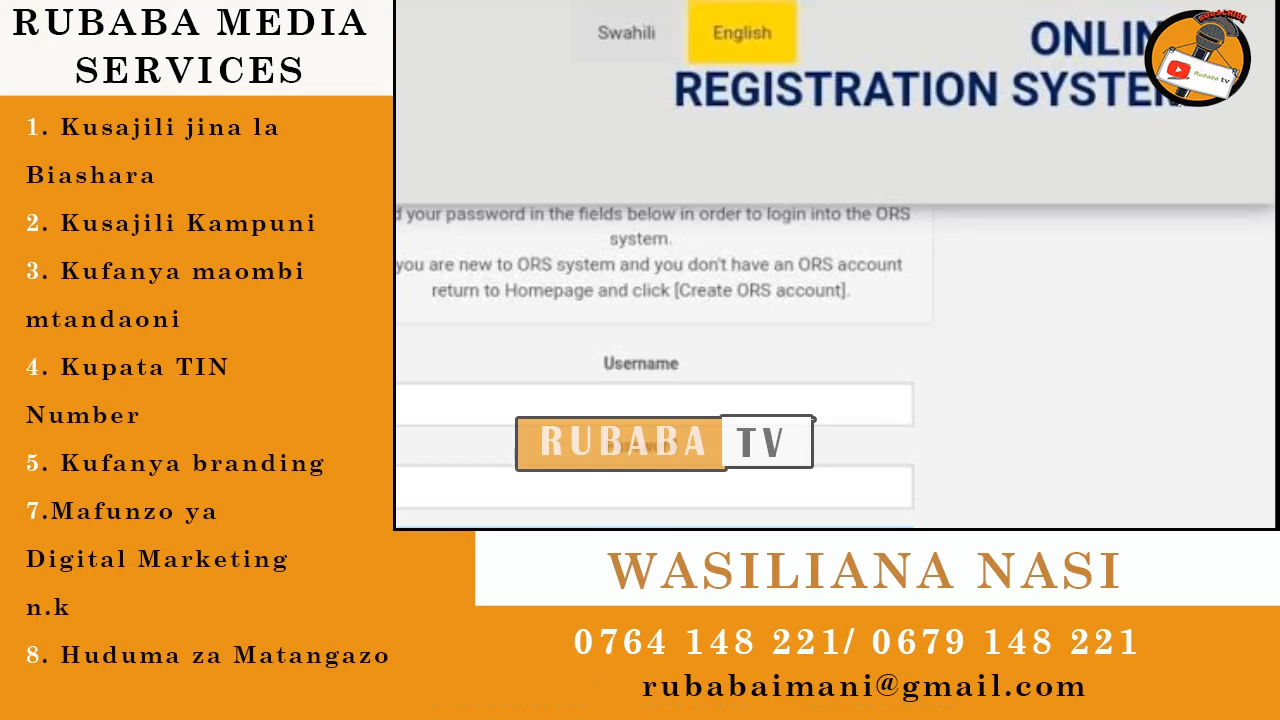 RUBABA MEDIA
SERVICES
1. Kusajili jina la
Biashara
2. Kusajili Kampuni
3. Kufanya maombi
mtandaoni
4. Kupata TIN
Number
5. Kufanya branding
7.Mafunzo ya
Digital Marketing
n.k
8. Huduma za Matangazo
Swahili
English
ONLIN
REGISTRATION SYSTE
SUBSCRIBE
Rubaba tv
d your password in the fields below in order to login into the ORS
system.
you are new to ORS system and you don't have an ORS account
return to Homepage and click [Create ORS account].
Username
RUBABA TV
WASILIANA NASI
0764 148 221/ 0679 148 221
rubabaimani@gmail.com